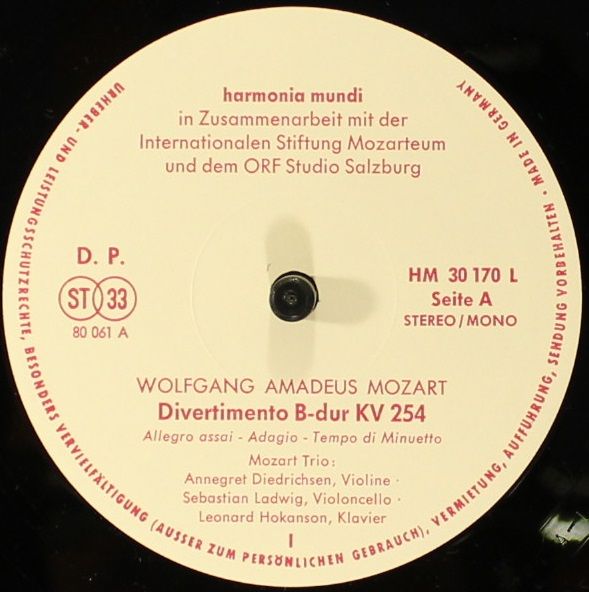 harmonia mundi
in Zusammenarbeit mit der
Internationalen Stiftung Mozarteum
und dem ORF Studio Salzburg
D. P.
ST 33
80 061 A
HM 30 170 L
Seite A
STEREO/MONO
WOLFGANG AMADEUS MOZART
Divertimento B-dur KV 254
Allegro assai - Adagio - Tempo di Minuetto
Mozart Trio:
Annegret Diedrichsen, Violine ·
Sebastian Ladwig, Violoncello ·
Leonard Hokanson, Klavier
I
URHEBER- UND LEISTUNGSSCHUTZRECHTE, BESONDERS VERVIELFÄLTIGUNG (AUSSER ZUM PERSÖNLICHEN GEBRAUCH), VERMIETUNG, AUFFÜHRUNG, SENDUNG VORBEHALTEN · MADE IN GERMANY